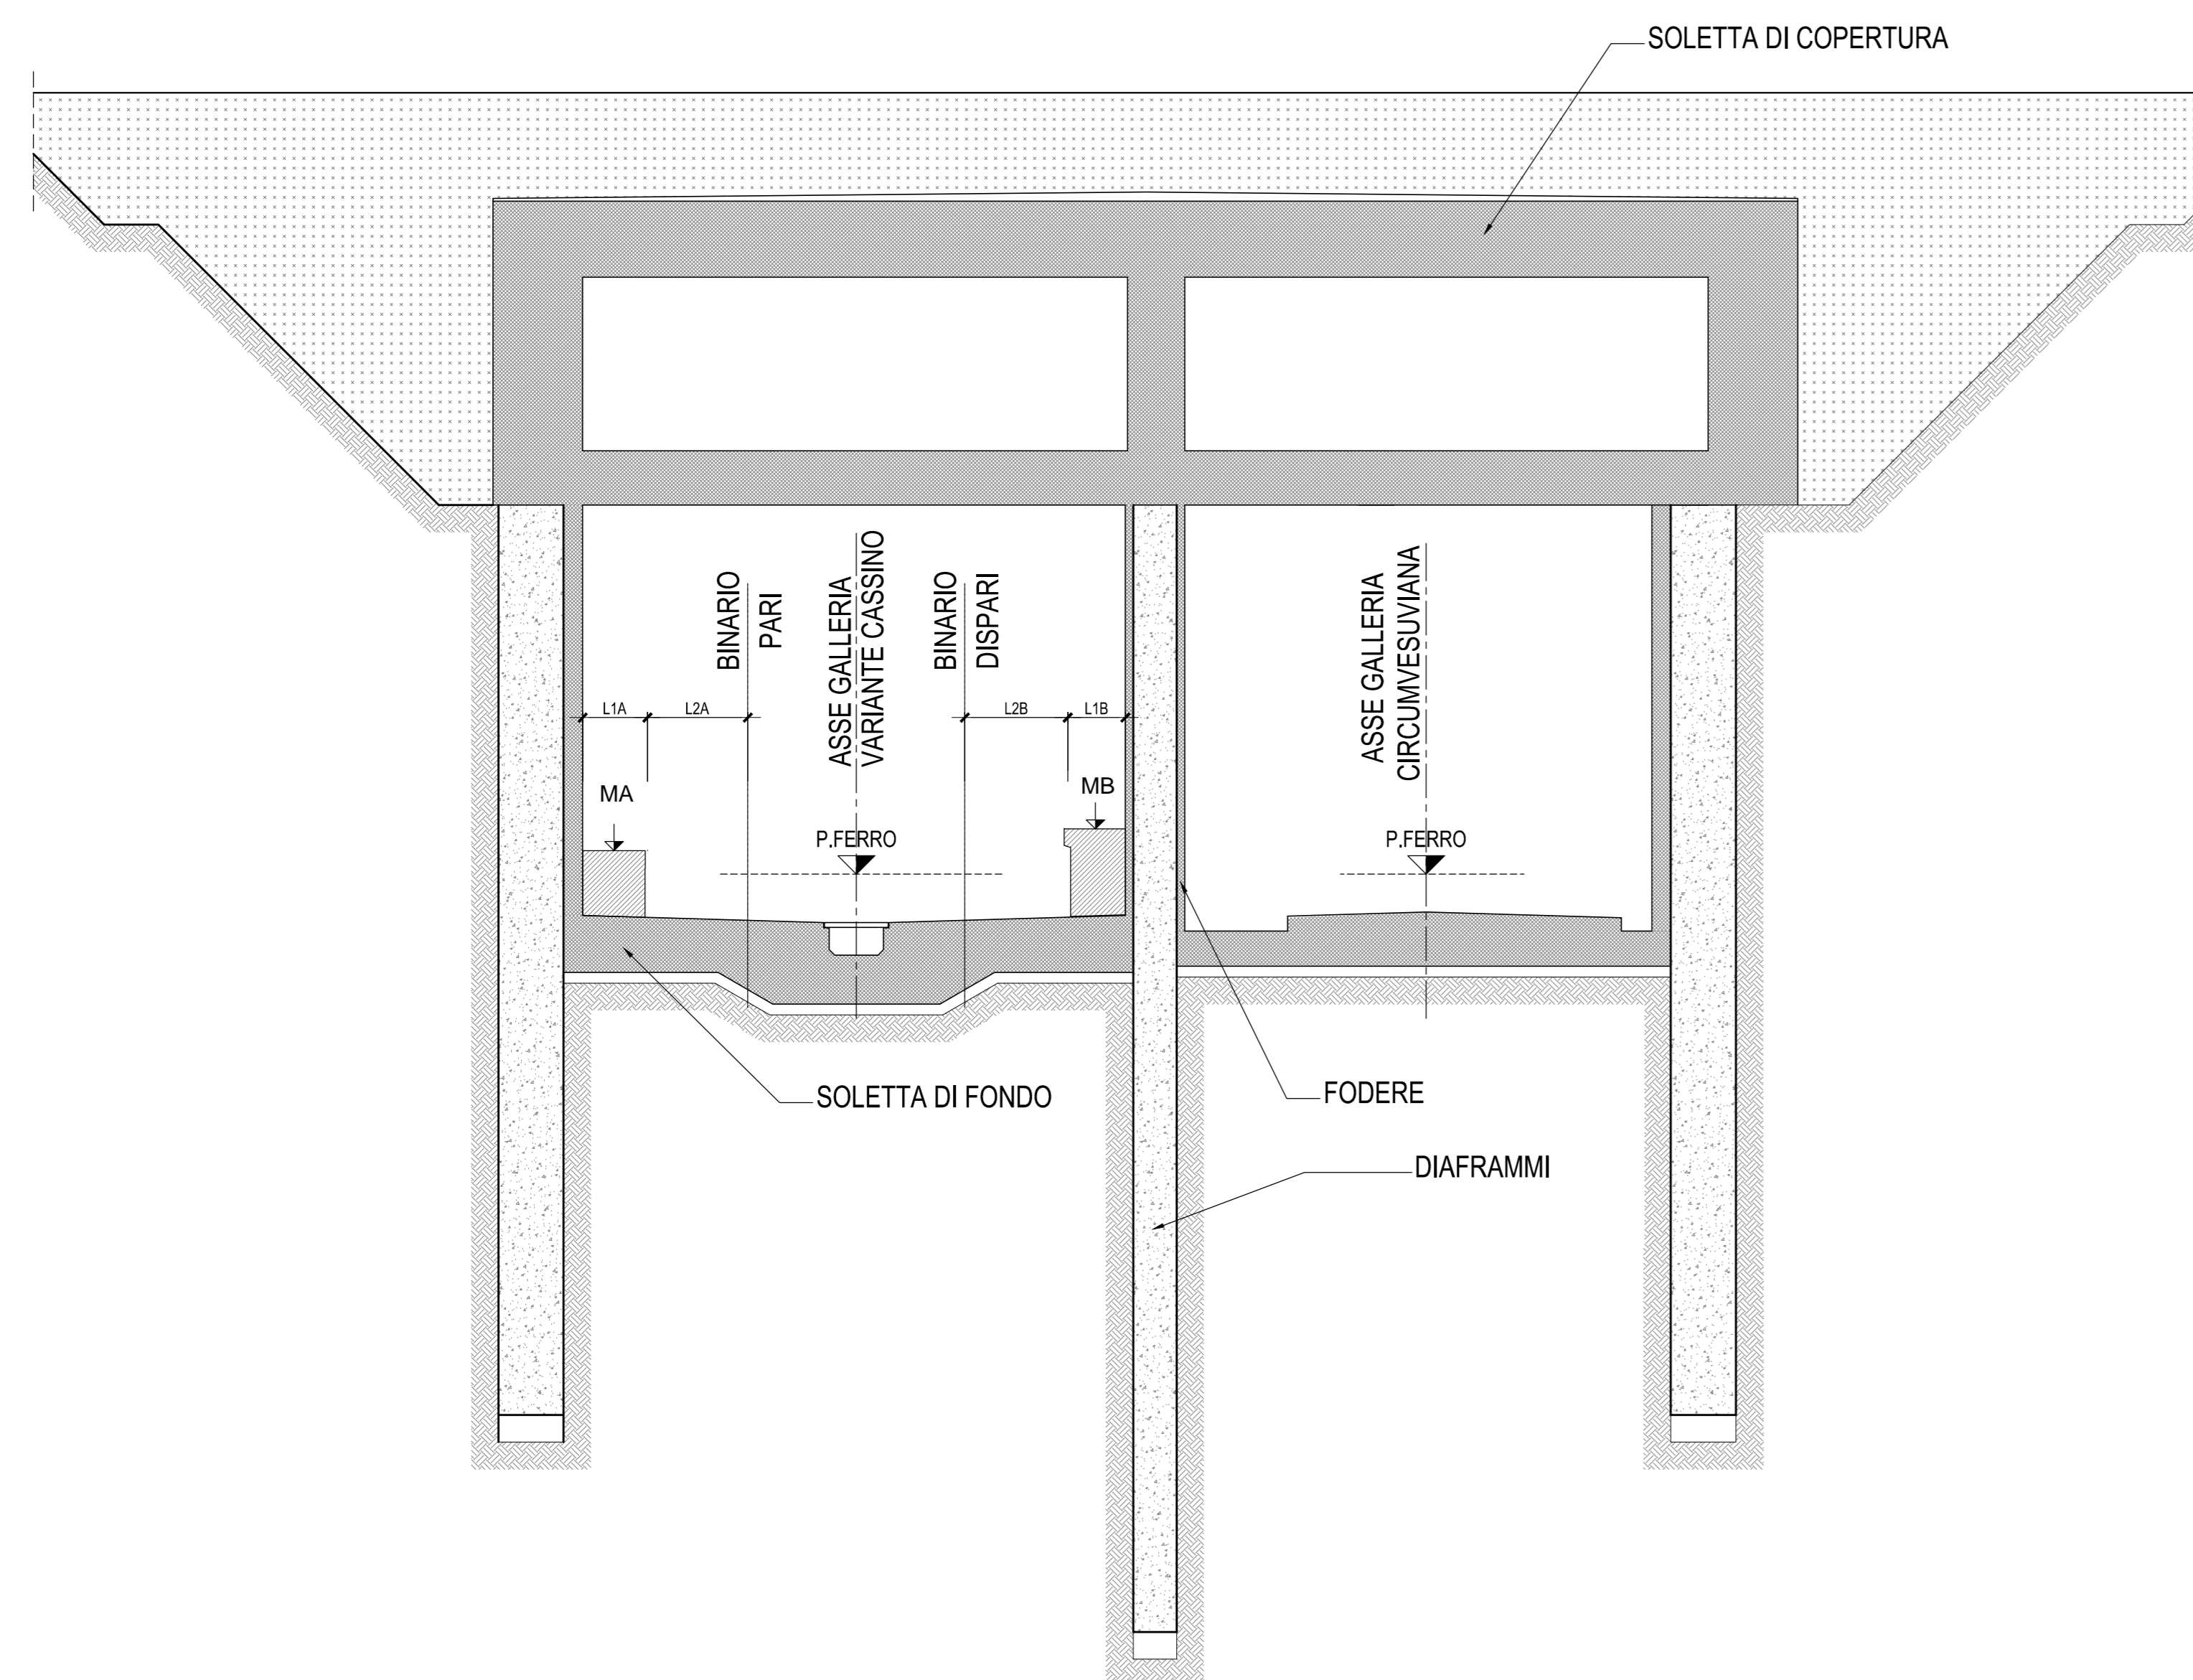 SOLETTA DI COPERTURA
BINARIO
PARI
ASSE GALLERIA
VARIANTE CASSINO
BINARIO
DISPARI
ASSE GALLERIA
CIRCUMVESUVIANA
L1A
L2A
L2B
L1B
MA
MB
P.FERRO
P.FERRO
SOLETTA DI FONDO
FODERE
DIAFRAMMI